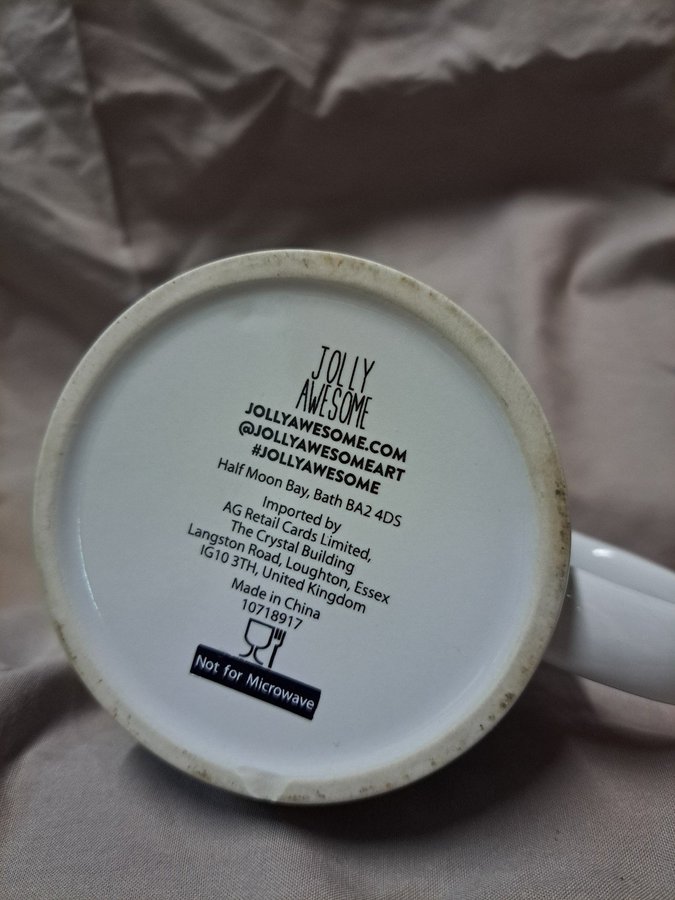 JOLLY
AWESOME
JOLLYAWESOME.COM
@JOLLYAWESOMEART
#JOLLYAWESOME
Half Moon Bay, Bath BA2 4DS
Imported by
AG Retail Cards Limited,
The Crystal Building
Langston Road, Loughton, Essex
IG10 3TH, United Kingdom
Made in China
10718917
Not for Microwave